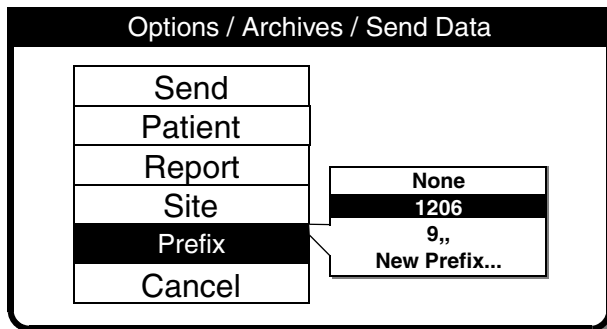 Options / Archives / Send Data
Send
Patient
Report
Site
Prefix
Cancel
None
1206
9,,
New Prefix...